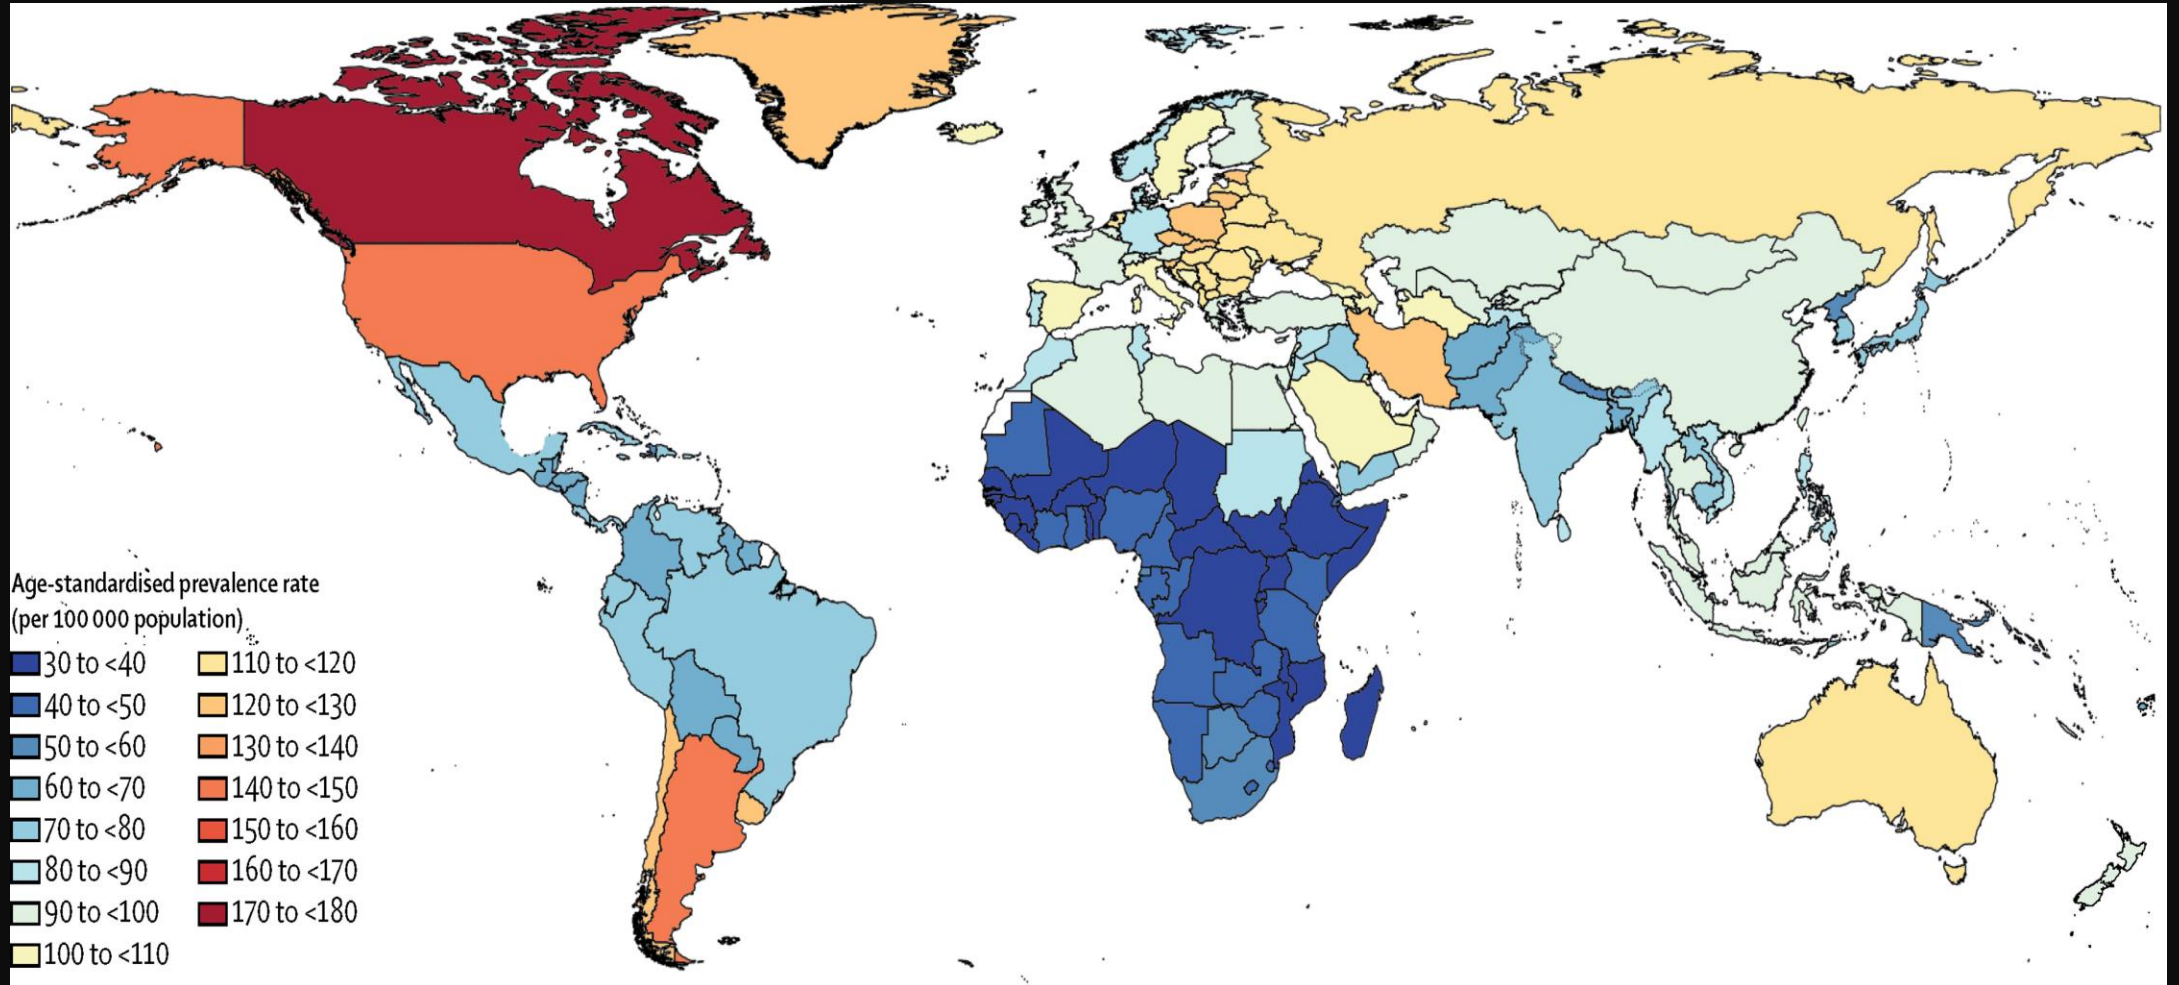 Age-standardised prevalence rate
(per 100 000 population)
30 to <40
40 to <50
50 to <60
60 to <70
70 to <80
80 to <90
90 to <100
100 to <110
110 to <120
120 to <130
130 to <140
140 to <150
150 to <160
160 to <170
170 to <180